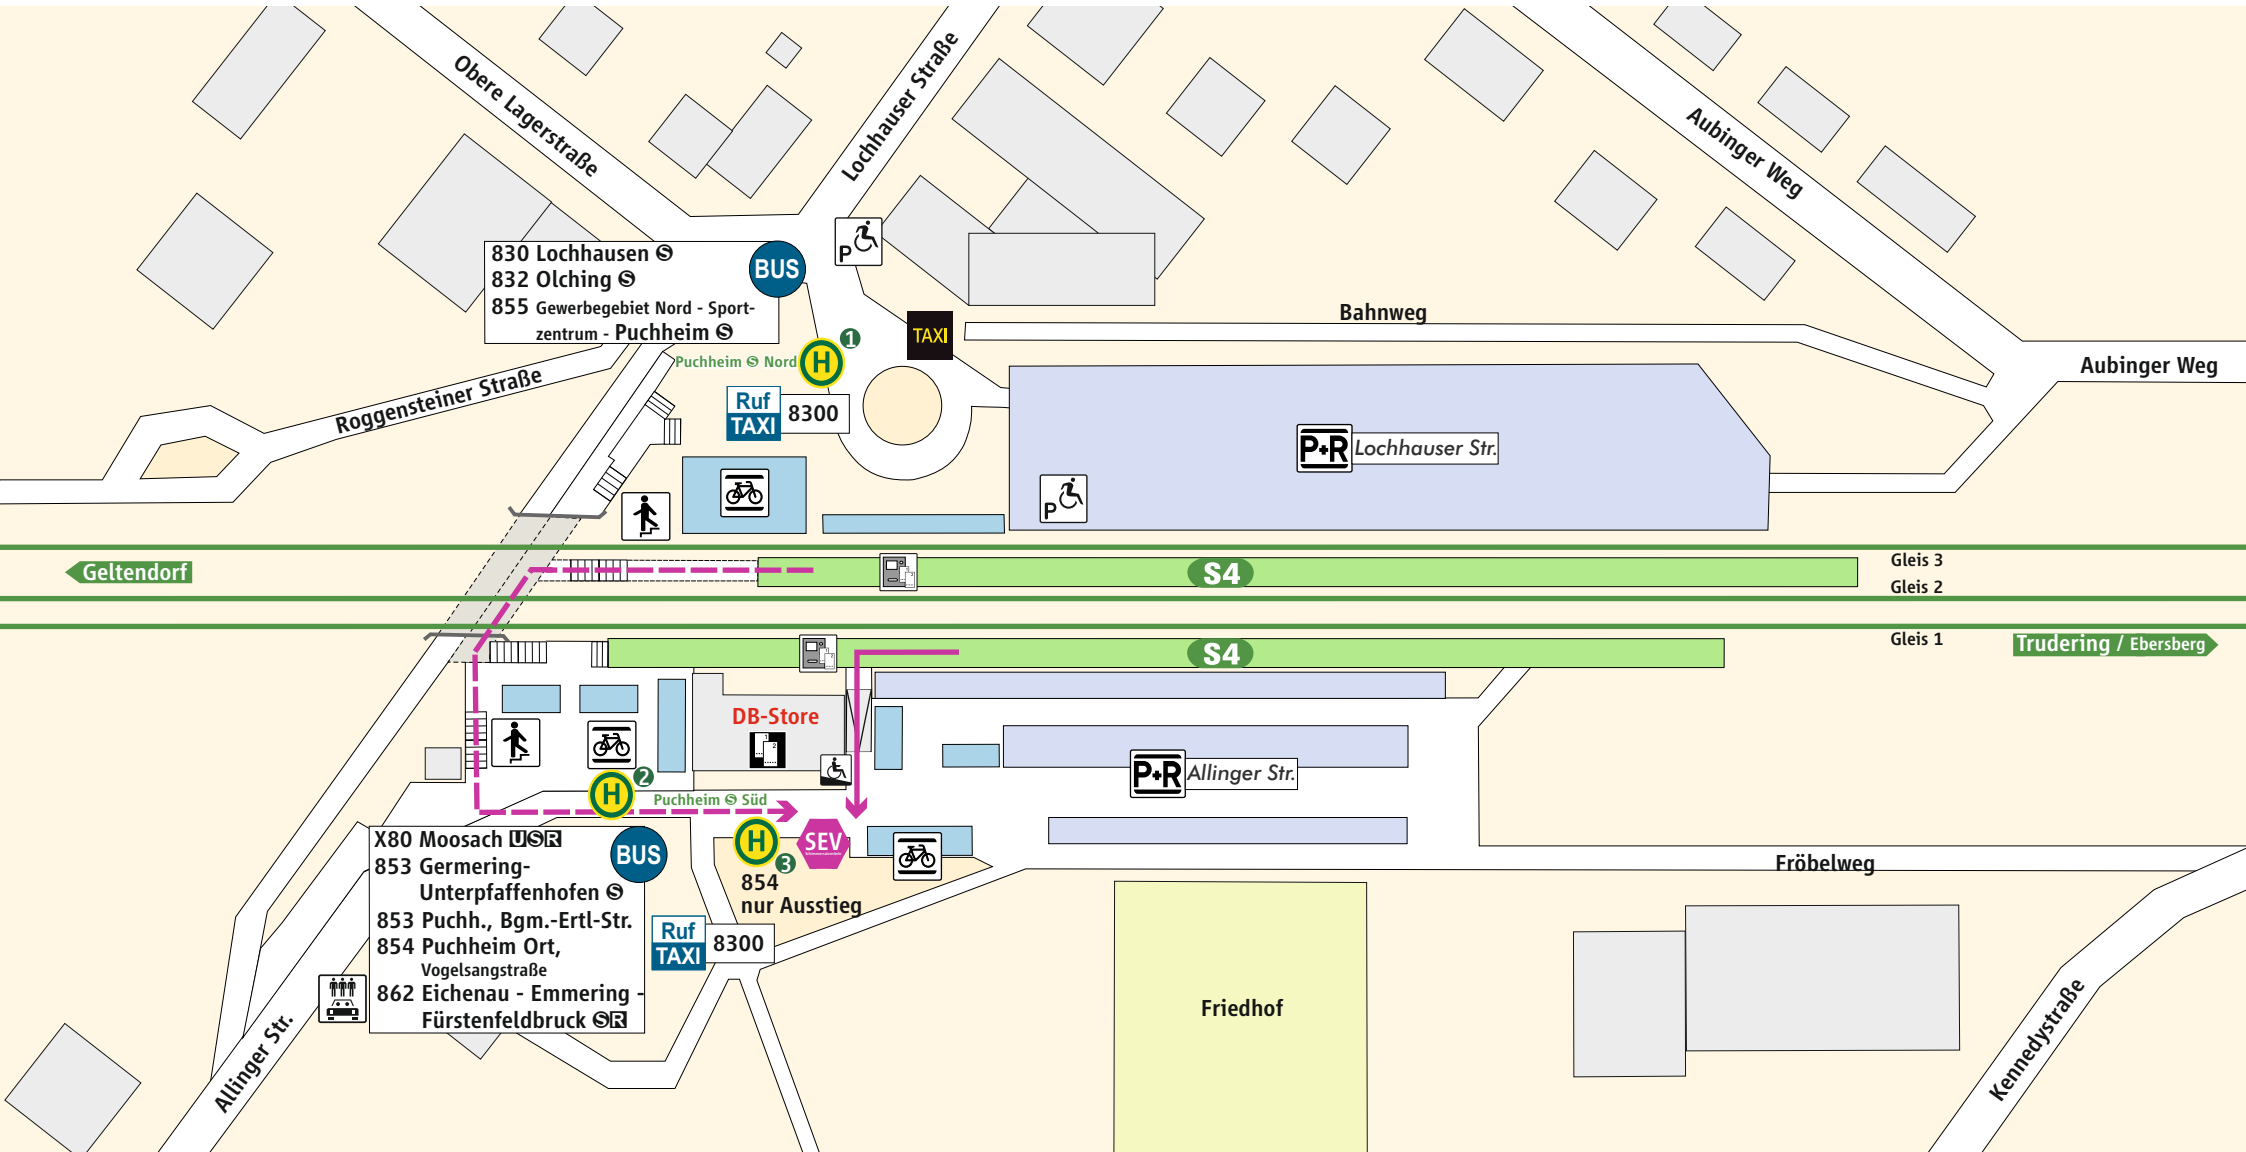 Obere Lagerstraße
Lochhauser Straße
Aubinger Weg
P
830 Lochhausen S
832 Olching S
855 Gewerbegebiet Nord - Sport-
zentrum - Puchheim S
BUS
Bahnweg
TAXI
1
Puchheim S Nord
H
Aubinger Weg
Roggensteiner Straße
Ruf
TAXI
8300
P+R Lochhauser Str.
P
Geltendorf
S4
Gleis 3
Gleis 2
S4
Gleis 1
Trudering / Ebersberg
DB-Store
1
2
P+R Allinger Str.
H
2
Puchheim S Süd
H
3
SEV
854
nur Ausstieg
BUS
X80 Moosach U S R
853 Germering-
Unterpfaffenhofen S
853 Puchh., Bgm.-Ertl-Str.
854 Puchheim Ort,
Vogelsangstraße
862 Eichenau - Emmering -
Fürstenfeldbruck S R
Ruf
TAXI
8300
Fröbelweg
Friedhof
Allinger Str.
Kennedystraße